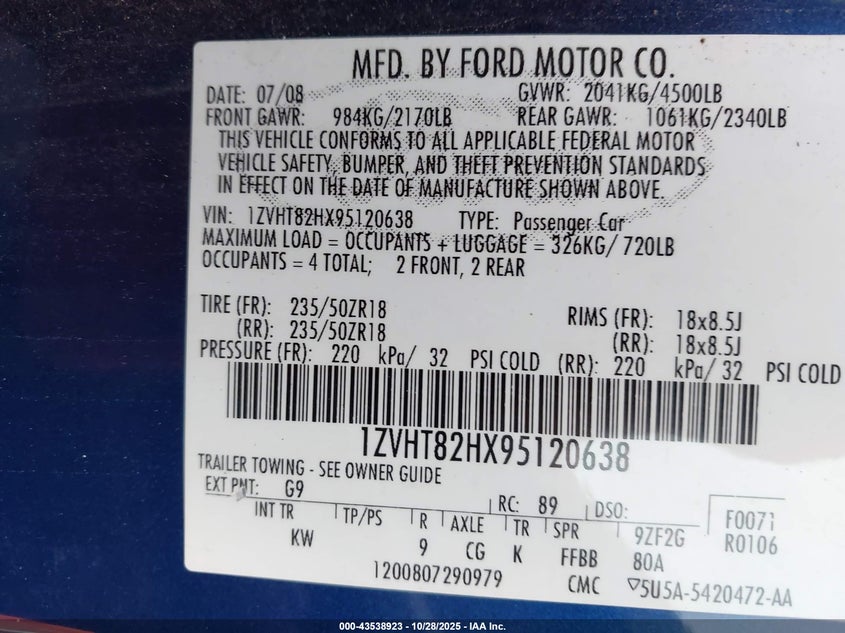 MFD. BY FORD MOTOR CO.
DATE: 07/08 GVWR: 2041KG/4500LB
FRONT GAWR: 984KG/2170LB REAR GAWR: 1061KG/2340LB
THIS VEHICLE CONFORMS TO ALL APPLICABLE FEDERAL MOTOR
VEHICLE SAFETY, BUMPER, AND THEFT PREVENTION STANDARDS
IN EFFECT ON THE DATE OF MANUFACTURE SHOWN ABOVE.
VIN: 1ZVHT82HX95120638 TYPE: Passenger Car
MAXIMUM LOAD = OCCUPANTS + LUGGAGE = 326KG/ 720LB
OCCUPANTS = 4 TOTAL; 2 FRONT, 2 REAR
TIRE (FR): 235/50ZR18 RIMS (FR): 18x8.5J
(RR): 235/50ZR18 (RR): 18x8.5J
PRESSURE (FR): 220 kPa/ 32 PSI COLD (RR): 220 kPa/ 32 PSI COLD
1ZVHT82HX95120638
TRAILER TOWING - SEE OWNER GUIDE
EXT PNT: G9 RC: 89 DSO: F0071
INT TR TP/PS R AXLE TR SPR 9ZF2G R0106
KW 9 CG K FFBB 80A
1200807290979 CMC 5U5A-5420472-AA
000-43538923 - 10/28/2025 - IAA Inc.